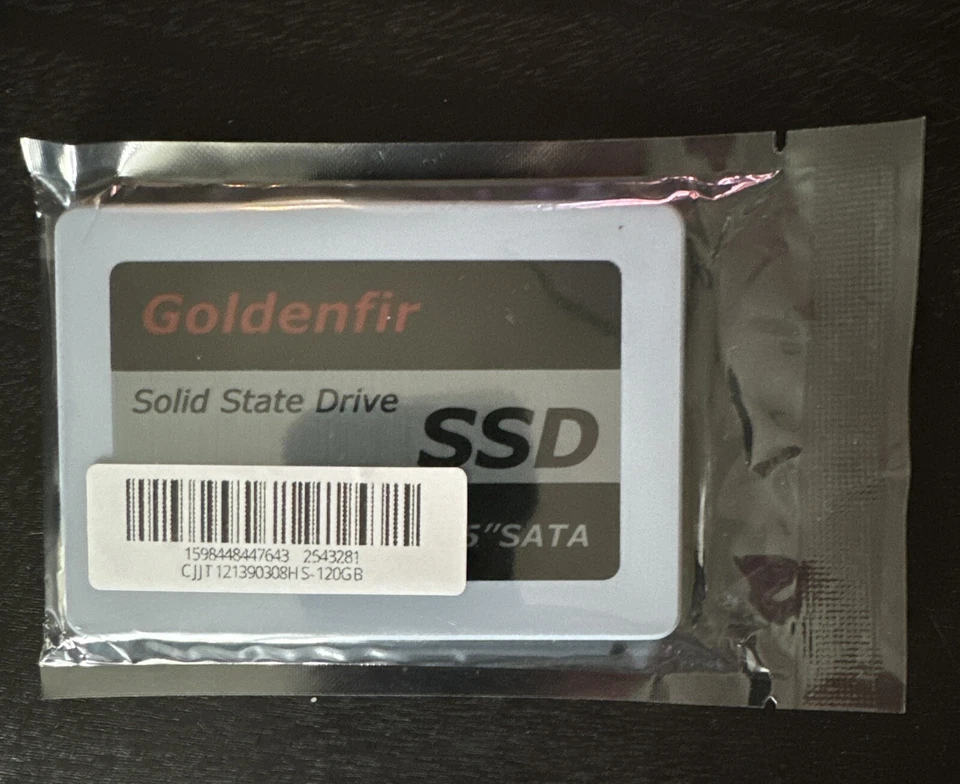 Goldenfir
Solid State Drive
SSD
5"SATA
1598448447643 2543281
CJJT121390308HS-120GB